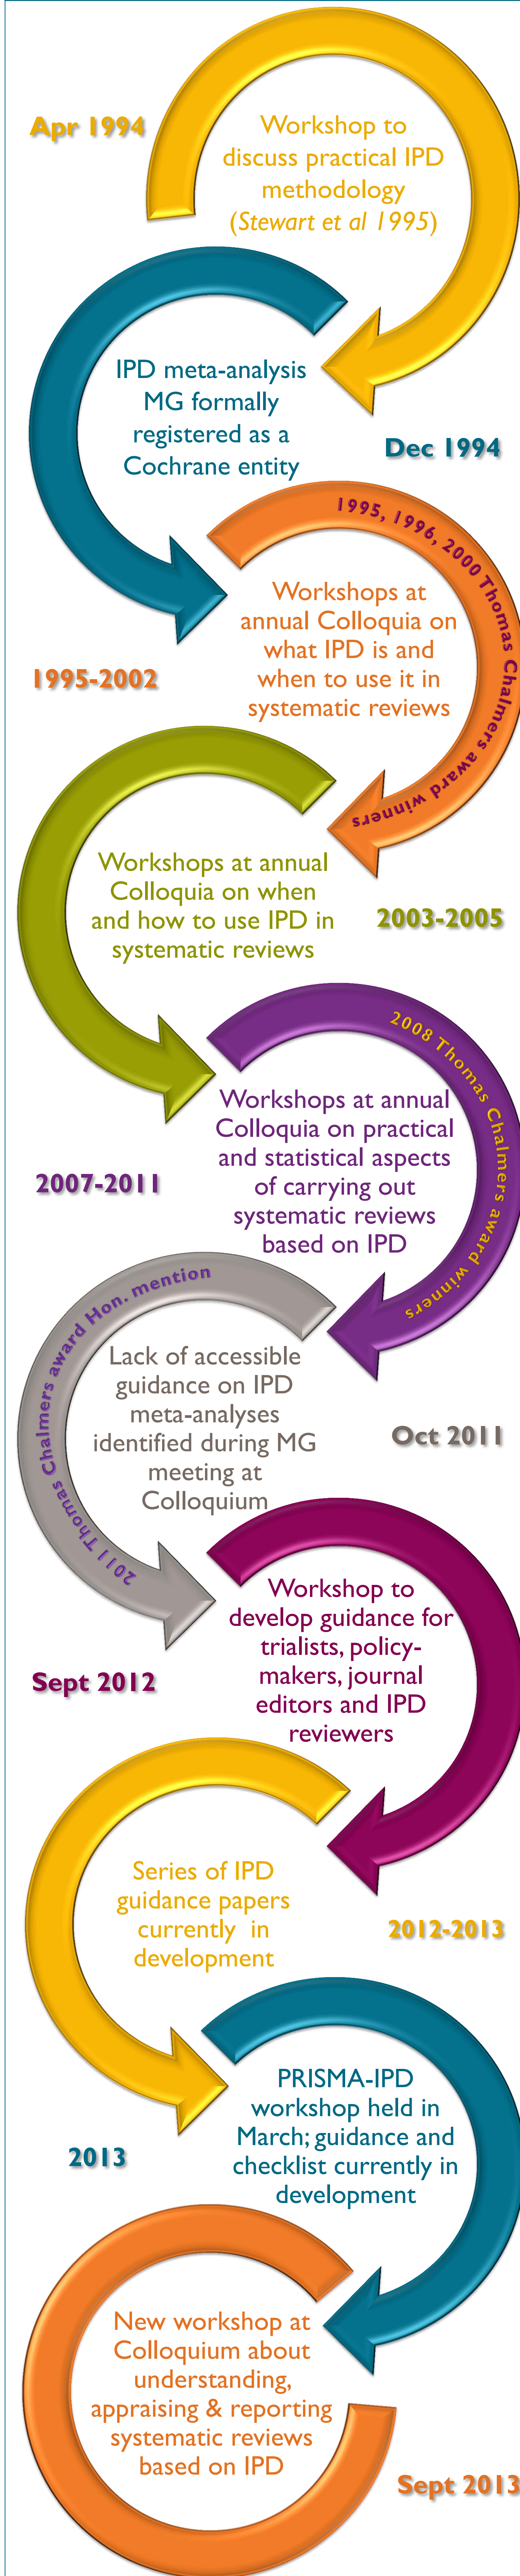 Apr 1994
Workshop to
discuss practical IPD
methodology
(Stewart et al 1995)
IPD meta-analysis
MG formally
registered as a
Cochrane entity
Dec 1994
1995, 1996, 2000 Thomas Chalmers award winners
Workshops at
annual Colloquia on
what IPD is and
when to use it in
systematic reviews
1995-2002
Workshops at annual
Colloquia on when
and how to use IPD in
systematic reviews
2003-2005
2008 Thomas Chalmers award winners
Workshops at annual
Colloquia on practical
and statistical aspects
of carrying out
systematic reviews
based on IPD
2007-2011
2011 Thomas Chalmers award Hon. mention
Lack of accessible
guidance on IPD
meta-analyses
identified during MG
meeting at
Colloquium
Oct 2011
Workshop to
develop guidance for
trialists, policy-
makers, journal
editors and IPD
reviewers
Sept 2012
Series of IPD
guidance papers
currently in
development
2012-2013
PRISMA-IPD
workshop held in
March; guidance and
checklist currently in
development
2013
New workshop at
Colloquium about
understanding,
appraising & reporting
systematic reviews
based on IPD
Sept 2013